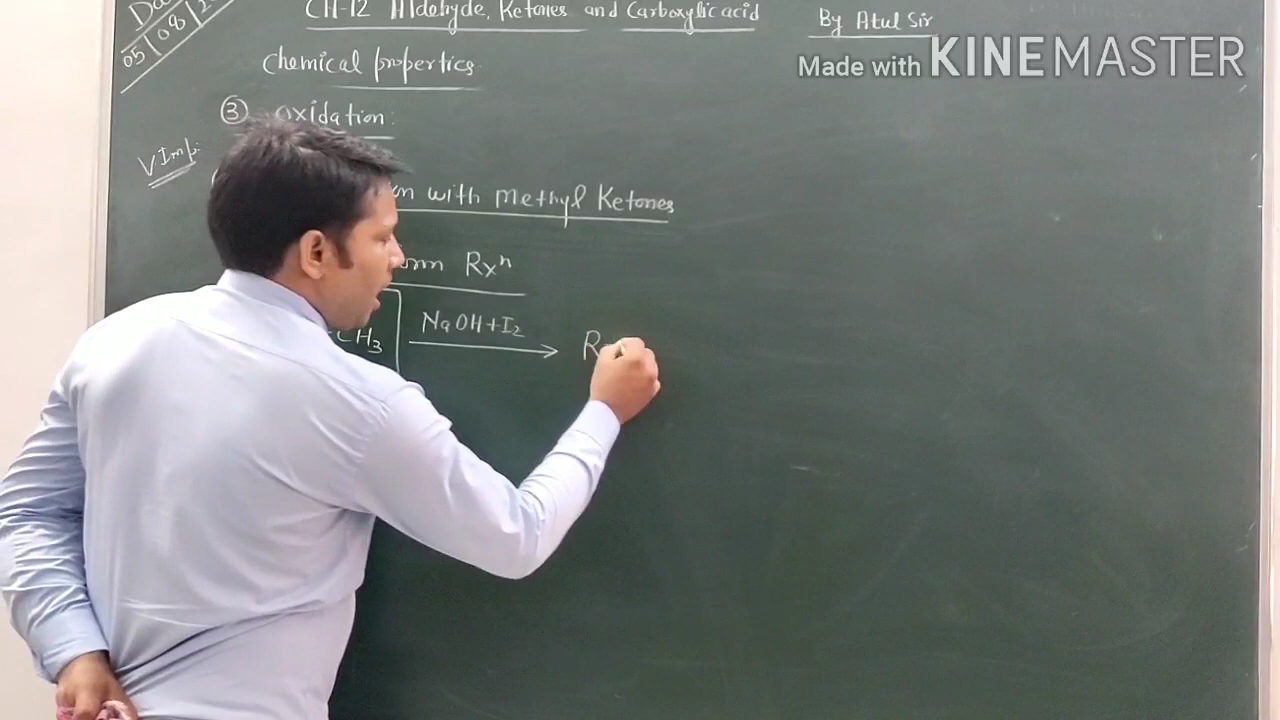 CH-12 Aldehyde, Ketones and Carboxylic acid
By Atul Sir
Made with KINEMASTER
05/08/2
chemical properties
③ oxidation:
V. Imp.
with Methyl Ketones
Rxⁿ
CH₃ NaOH+I₂ R